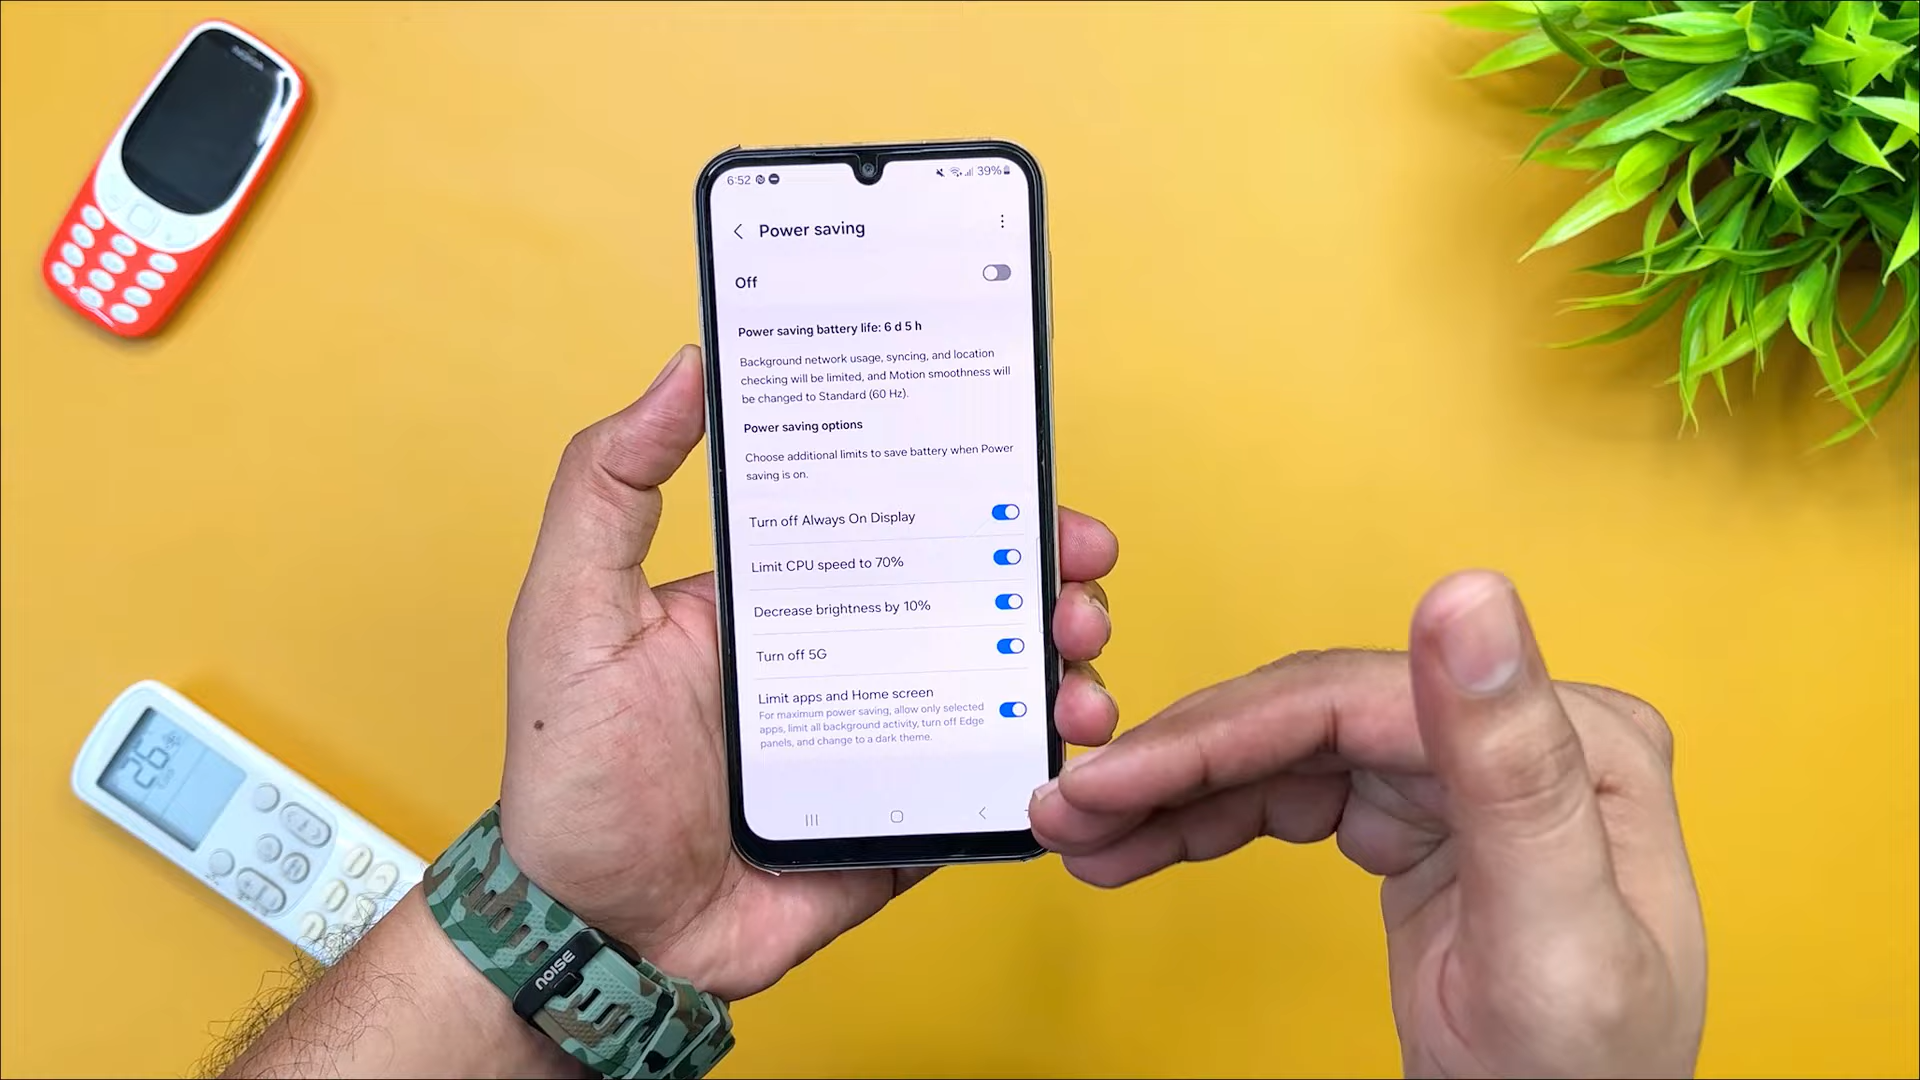 NOKIA
6:52
39%
Power saving
Off
Power saving battery life: 6 d 5 h
Background network usage, syncing, and location
checking will be limited, and Motion smoothness will
be changed to Standard (60 Hz).
Power saving options
Choose additional limits to save battery when Power
saving is on.
Turn off Always On Display
Limit CPU speed to 70%
Decrease brightness by 10%
Turn off 5G
Limit apps and Home screen
For maximum power saving, allow only selected
apps, limit all background activity, turn off Edge
panels, and change to a dark theme.
26
NOISE